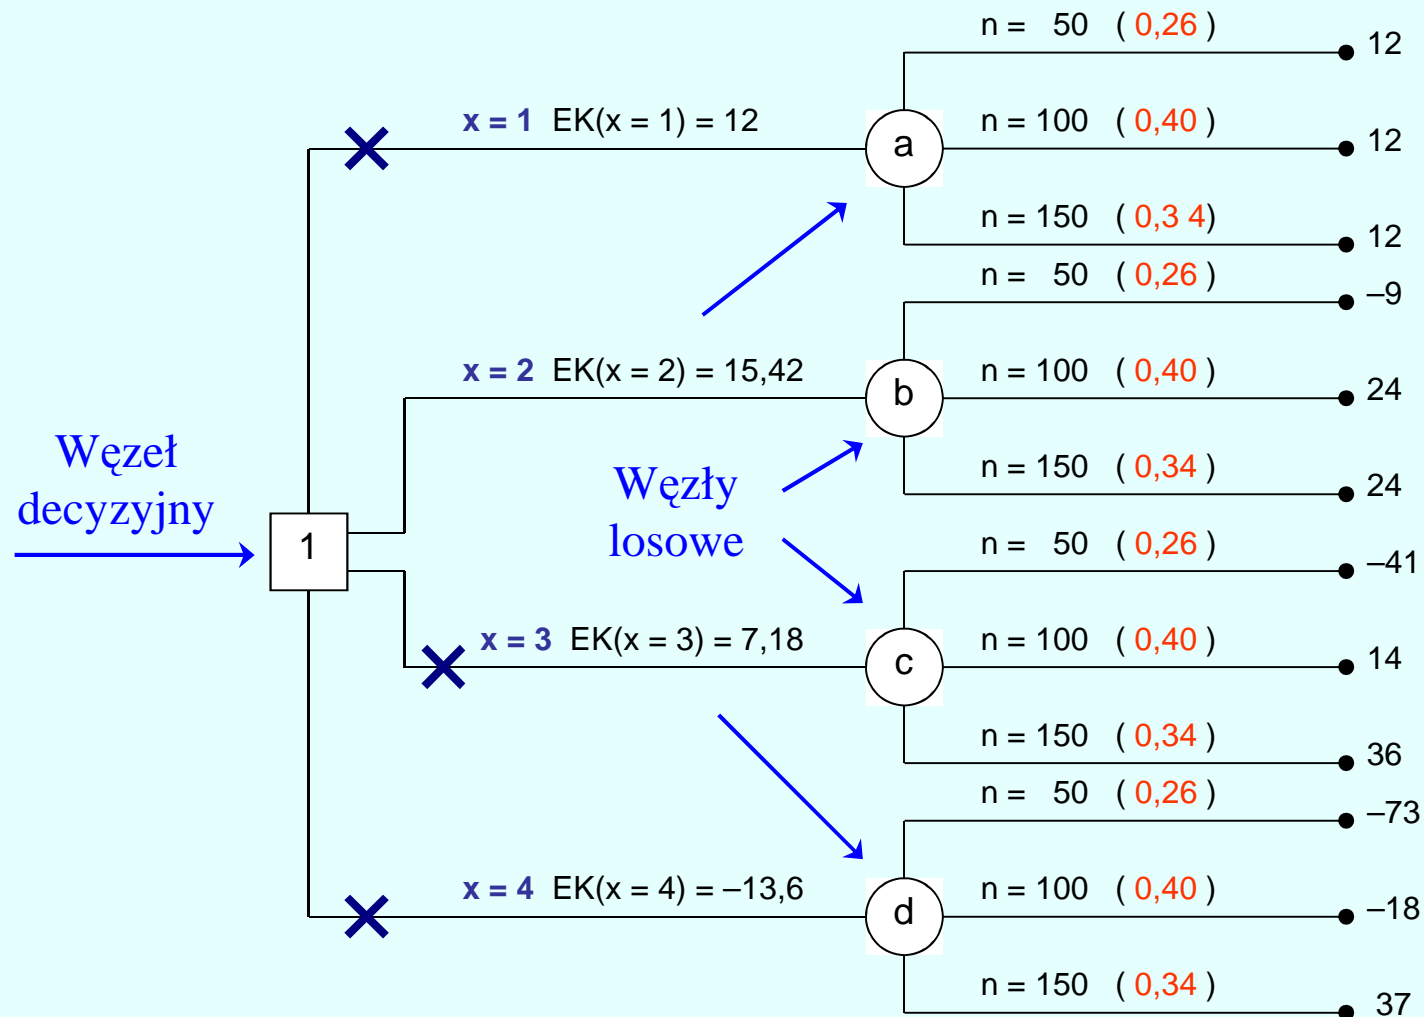 n = 50 ( 0,26 ) 12
x = 1 EK(x = 1) = 12 a n = 100 ( 0,40 ) 12
n = 150 ( 0,3 4) 12
n = 50 ( 0,26 ) –9
x = 2 EK(x = 2) = 15,42 b n = 100 ( 0,40 ) 24
n = 150 ( 0,34 ) 24
Węzeł
decyzyjny
1
Węzły
losowe
n = 50 ( 0,26 ) –41
x = 3 EK(x = 3) = 7,18 c n = 100 ( 0,40 ) 14
n = 150 ( 0,34 ) 36
n = 50 ( 0,26 ) –73
x = 4 EK(x = 4) = –13,6 d n = 100 ( 0,40 ) –18
n = 150 ( 0,34 ) 37